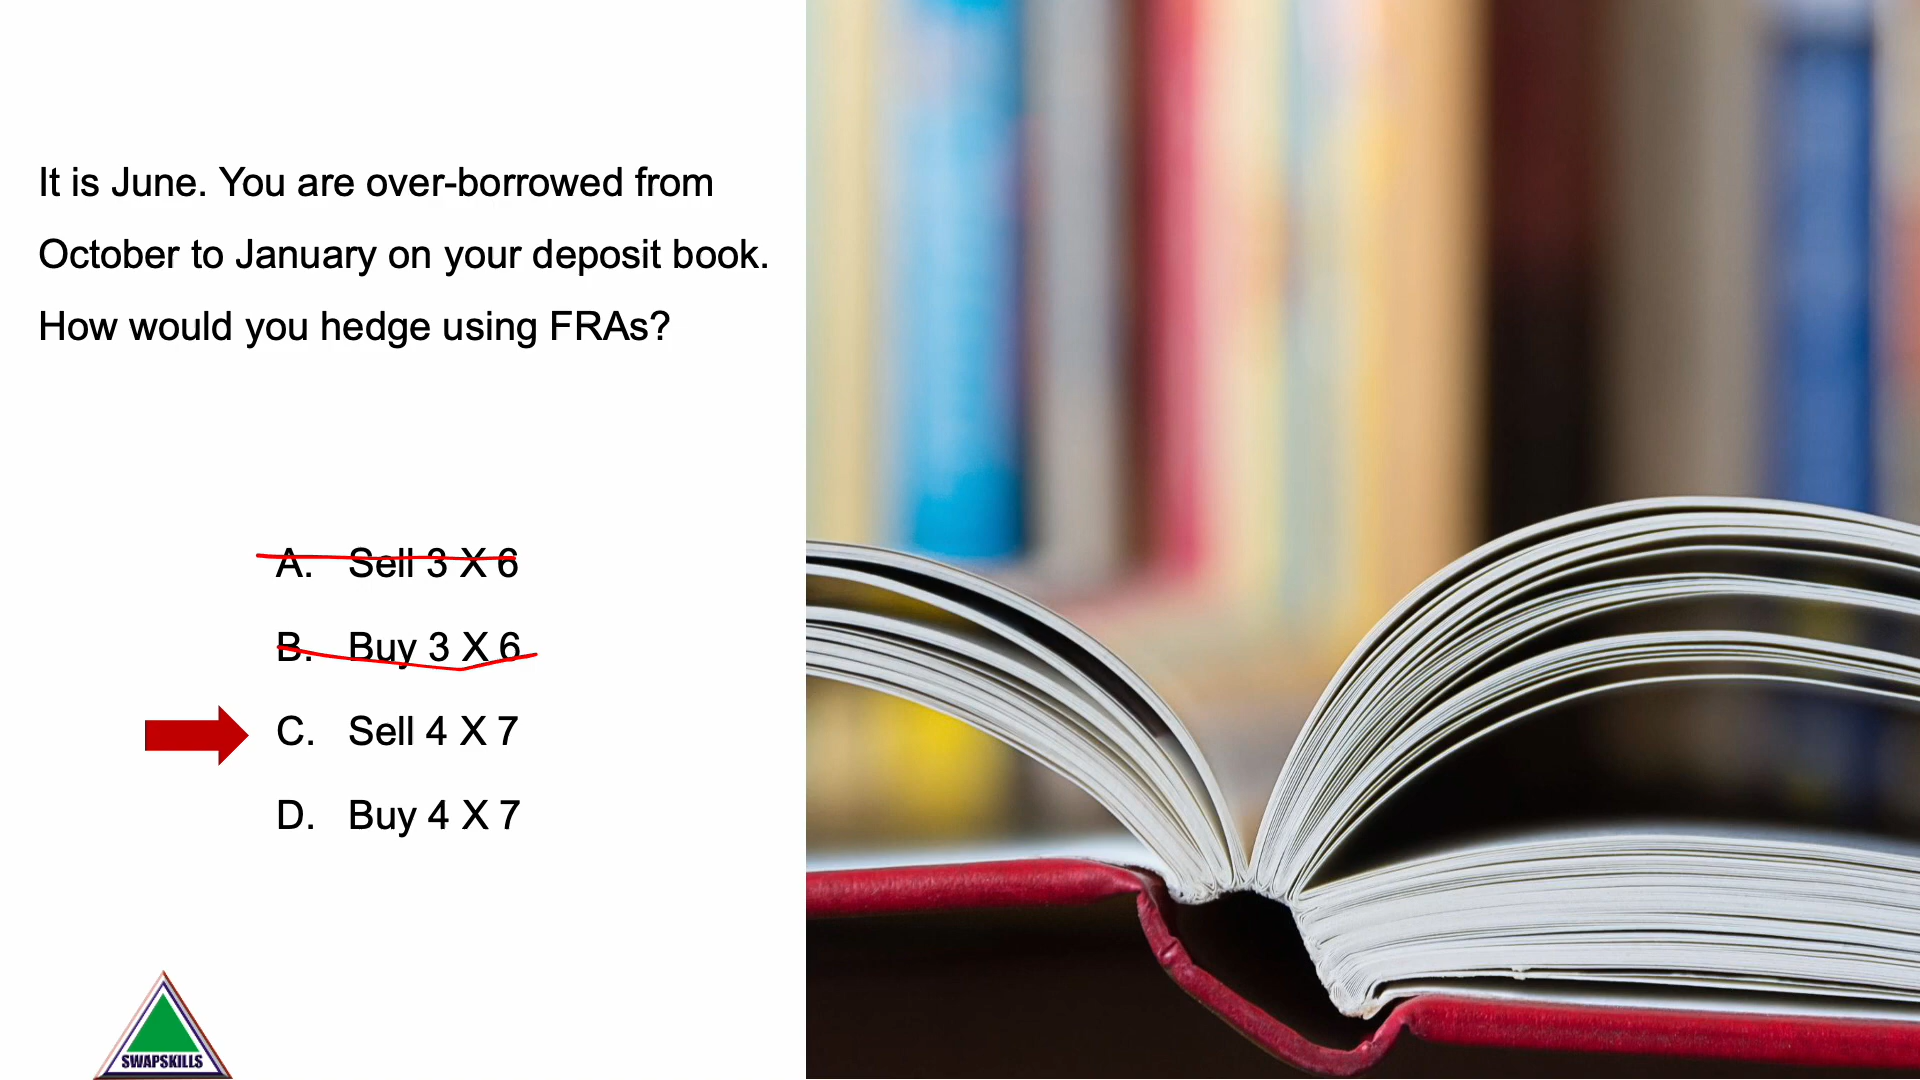 It is June. You are over-borrowed from
October to January on your deposit book.
How would you hedge using FRAs?
A. Sell 3 X 6
B. Buy 3 X 6
C. Sell 4 X 7
D. Buy 4 X 7
SWAPSKILLS